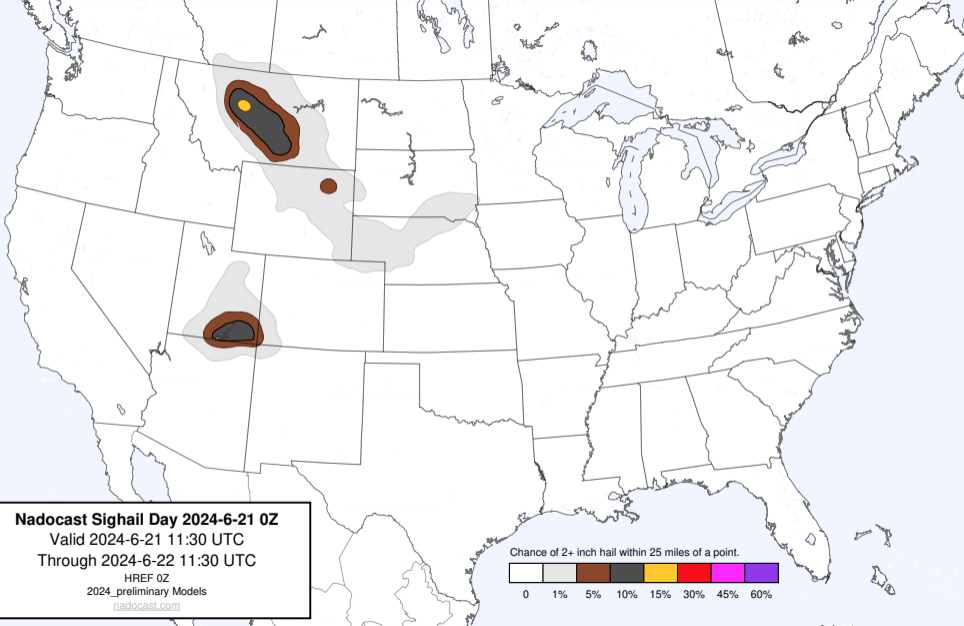 Nadocast Sighail Day 2024-6-21 0Z
Valid 2024-6-21 11:30 UTC
Through 2024-6-22 11:30 UTC
HREF 0Z
2024_preliminary Models
nadocast.com
Chance of 2+ inch hail within 25 miles of a point.
0 1% 5% 10% 15% 30% 45% 60%